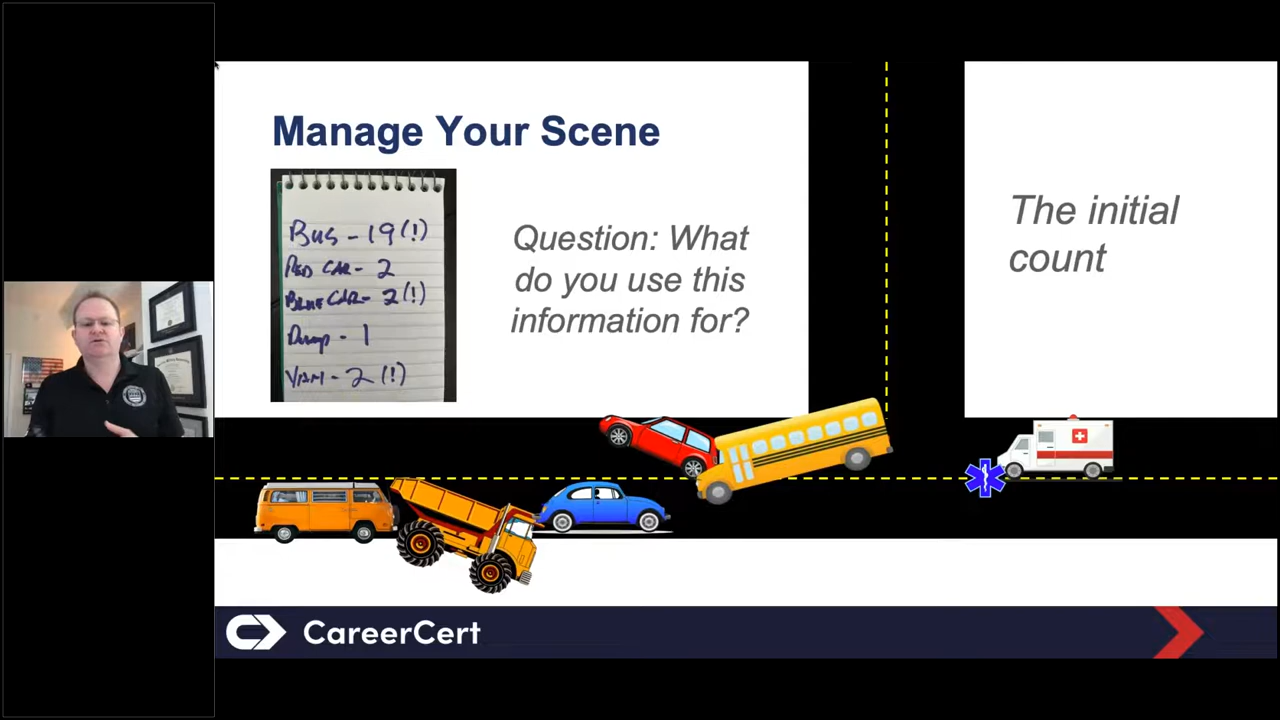 Manage Your Scene
Bus - 19(!)
RED CAR - 2
BLUE CAR - 2(!)
Dump - 1
VAN - 2(!)
Question: What
do you use this
information for?
The initial
count
CareerCert